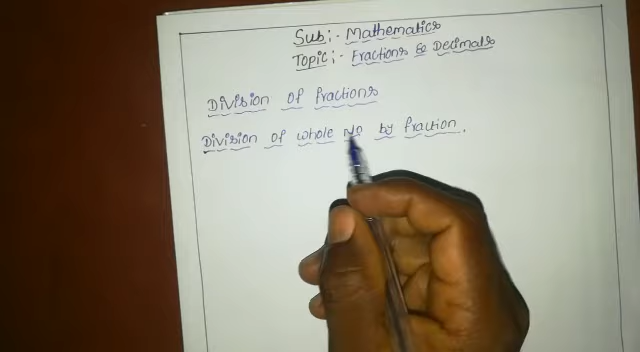 Sub:- Mathematics
Topic:- Fractions & Decimals
Division of fractions
Division of whole No by fraction.